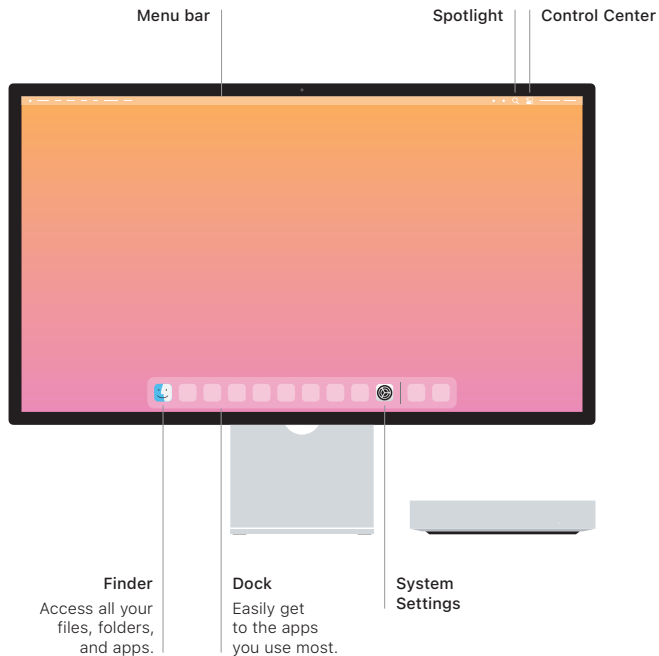 Menu bar
Spotlight
Control Center
Finder
Access all your
files, folders,
and apps.
Dock
Easily get
to the apps
you use most.
System
Settings